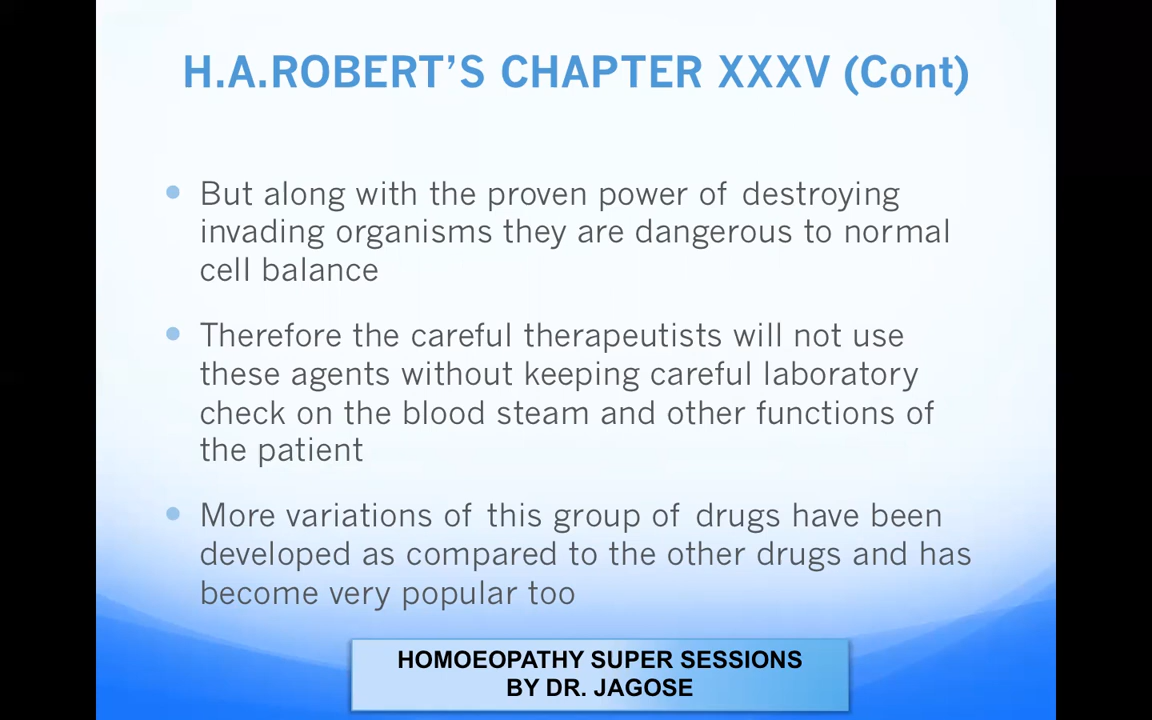 H.A.ROBERT’S CHAPTER XXXV (Cont)
But along with the proven power of destroying
invading organisms they are dangerous to normal
cell balance
Therefore the careful therapeutists will not use
these agents without keeping careful laboratory
check on the blood steam and other functions of
the patient
More variations of this group of drugs have been
developed as compared to the other drugs and has
become very popular too
HOMOEOPATHY SUPER SESSIONS
BY DR. JAGOSE